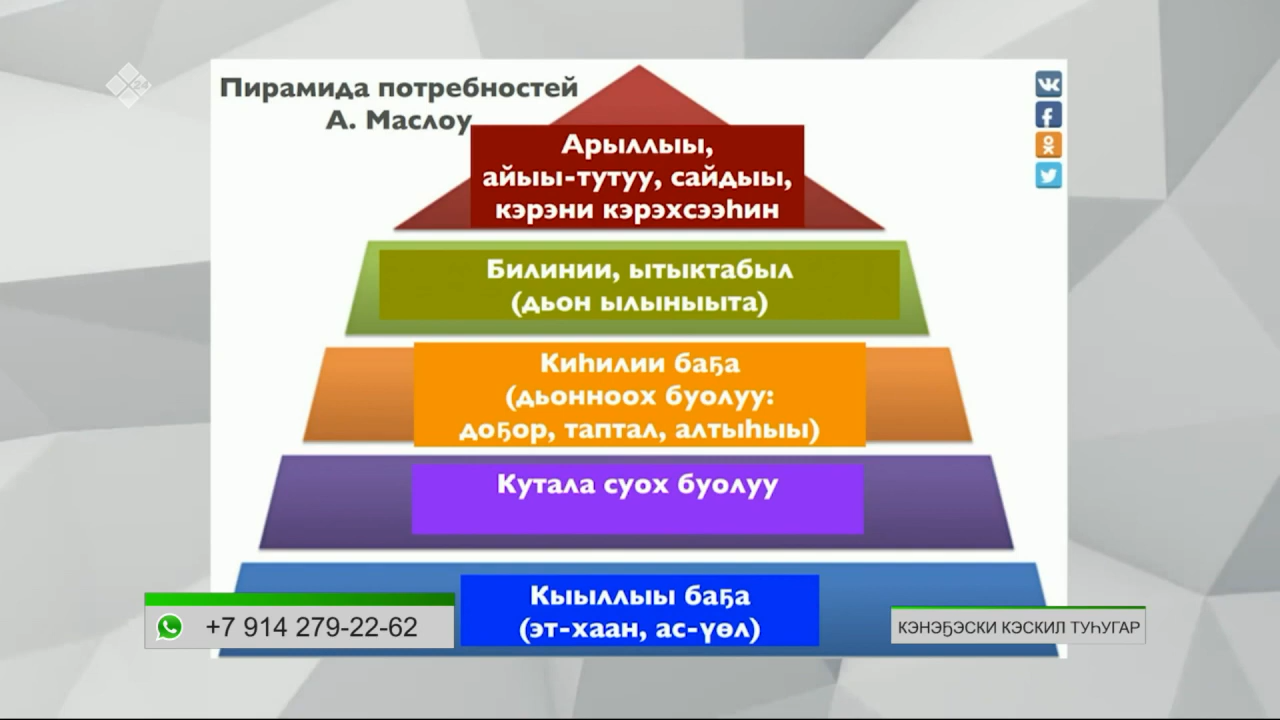 Пирамида потребностей
А. Маслоу
Арыллыы,
айыы-тутуу, сайдыы,
кэрэни кэрэхсээһин
Билинии, ытыктабыл
(дьон ылыныыта)
Киһилии баҕа
(дьонноох буолуу:
доҕор, таптал, алтыһыы)
Кутала суох буолуу
Кыыллыы баҕа
(эт-хаан, ас-үөл)
+7 914 279-22-62
КЭНЭҔЭСКИ КЭСКИЛ ТУҺУГАР